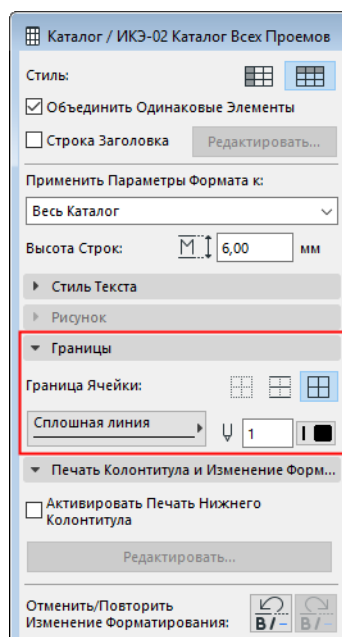 Каталог / ИКЭ-02 Каталог Всех Проемов
Стиль:
Объединить Одинаковые Элементы
Строка Заголовка Редактировать...
Применить Параметры Формата к:
Весь Каталог
Высота Строк: M 6,00 мм
Стиль Текста
Рисунок
Границы
Граница Ячейки:
Сплошная линия 1
Печать Колонтитула и Изменение Форм...
Активировать Печать Нижнего
Колонтитула
Редактировать...
Отменить/Повторить
Изменение Форматирования: B/– B/–